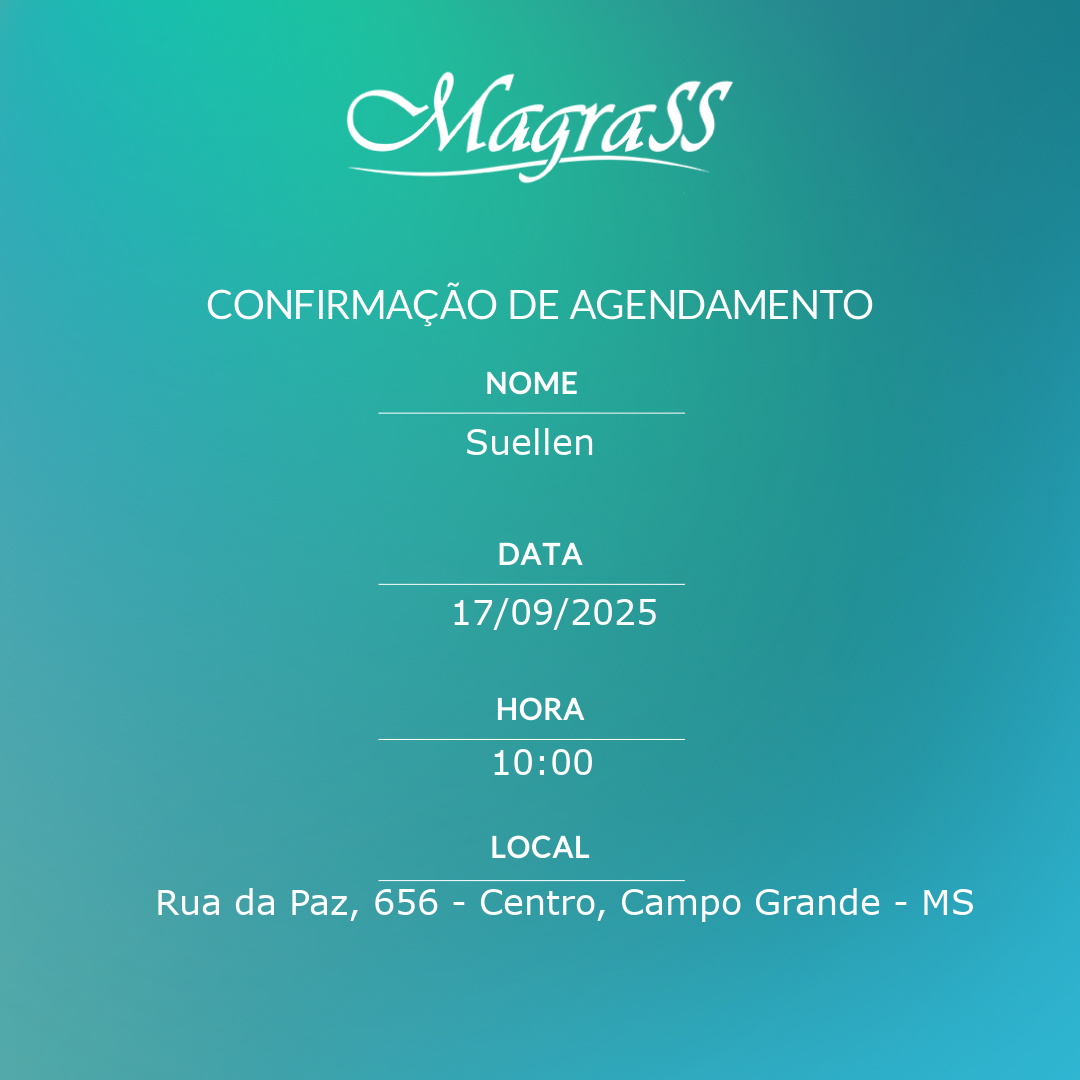 MagraSS
CONFIRMAÇÃO DE AGENDAMENTO
NOME
Suellen
DATA
17/09/2025
HORA
10:00
LOCAL
Rua da Paz, 656 - Centro, Campo Grande - MS